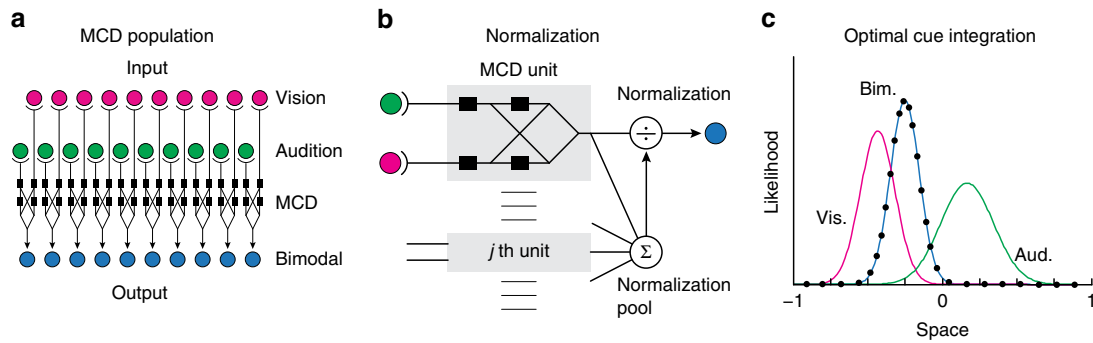 a
MCD population
Input
Vision
Audition
MCD
Bimodal
Output
b
Normalization
MCD unit
Normalization
÷
j th unit
Σ
Normalization
pool
c
Optimal cue integration
Likelihood
Bim.
Vis.
Aud.
−1 0 1
Space